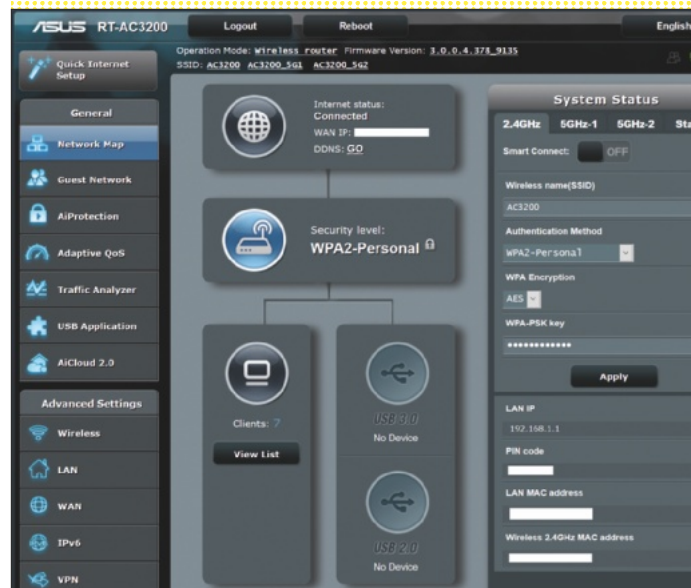 ASUS RT-AC3200
Logout
Reboot
English
Quick Internet
Setup
Operation Mode: Wireless router Firmware Version: 3.0.0.4.378_9135
SSID: AC3200 AC3200_5G1 AC3200_5G2
General
Network Map
Guest Network
AiProtection
Adaptive QoS
Traffic Analyzer
USB Application
AiCloud 2.0
Advanced Settings
Wireless
LAN
WAN
IPv6
VPN
Internet status:
Connected
WAN IP:
DDNS: GO
Security level:
WPA2-Personal
Clients: 7
View List
USB 3.0
No Device
USB 2.0
No Device
System Status
2.4GHz 5GHz-1 5GHz-2 Sta
Smart Connect: OFF
Wireless name(SSID)
AC3200
Authentication Method
WPA2-Personal
WPA Encryption
AES
WPA-PSK key
••••••••••••
Apply
LAN IP
192.168.1.1
PIN code
LAN MAC address
Wireless 2.4GHz MAC address